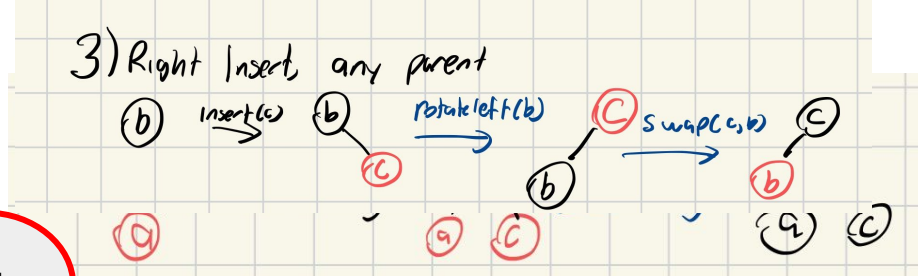 3) Right Insert, any parent
b insert(c) b rotateleft(b) c swap(c,b) c
c b b
a a c a c